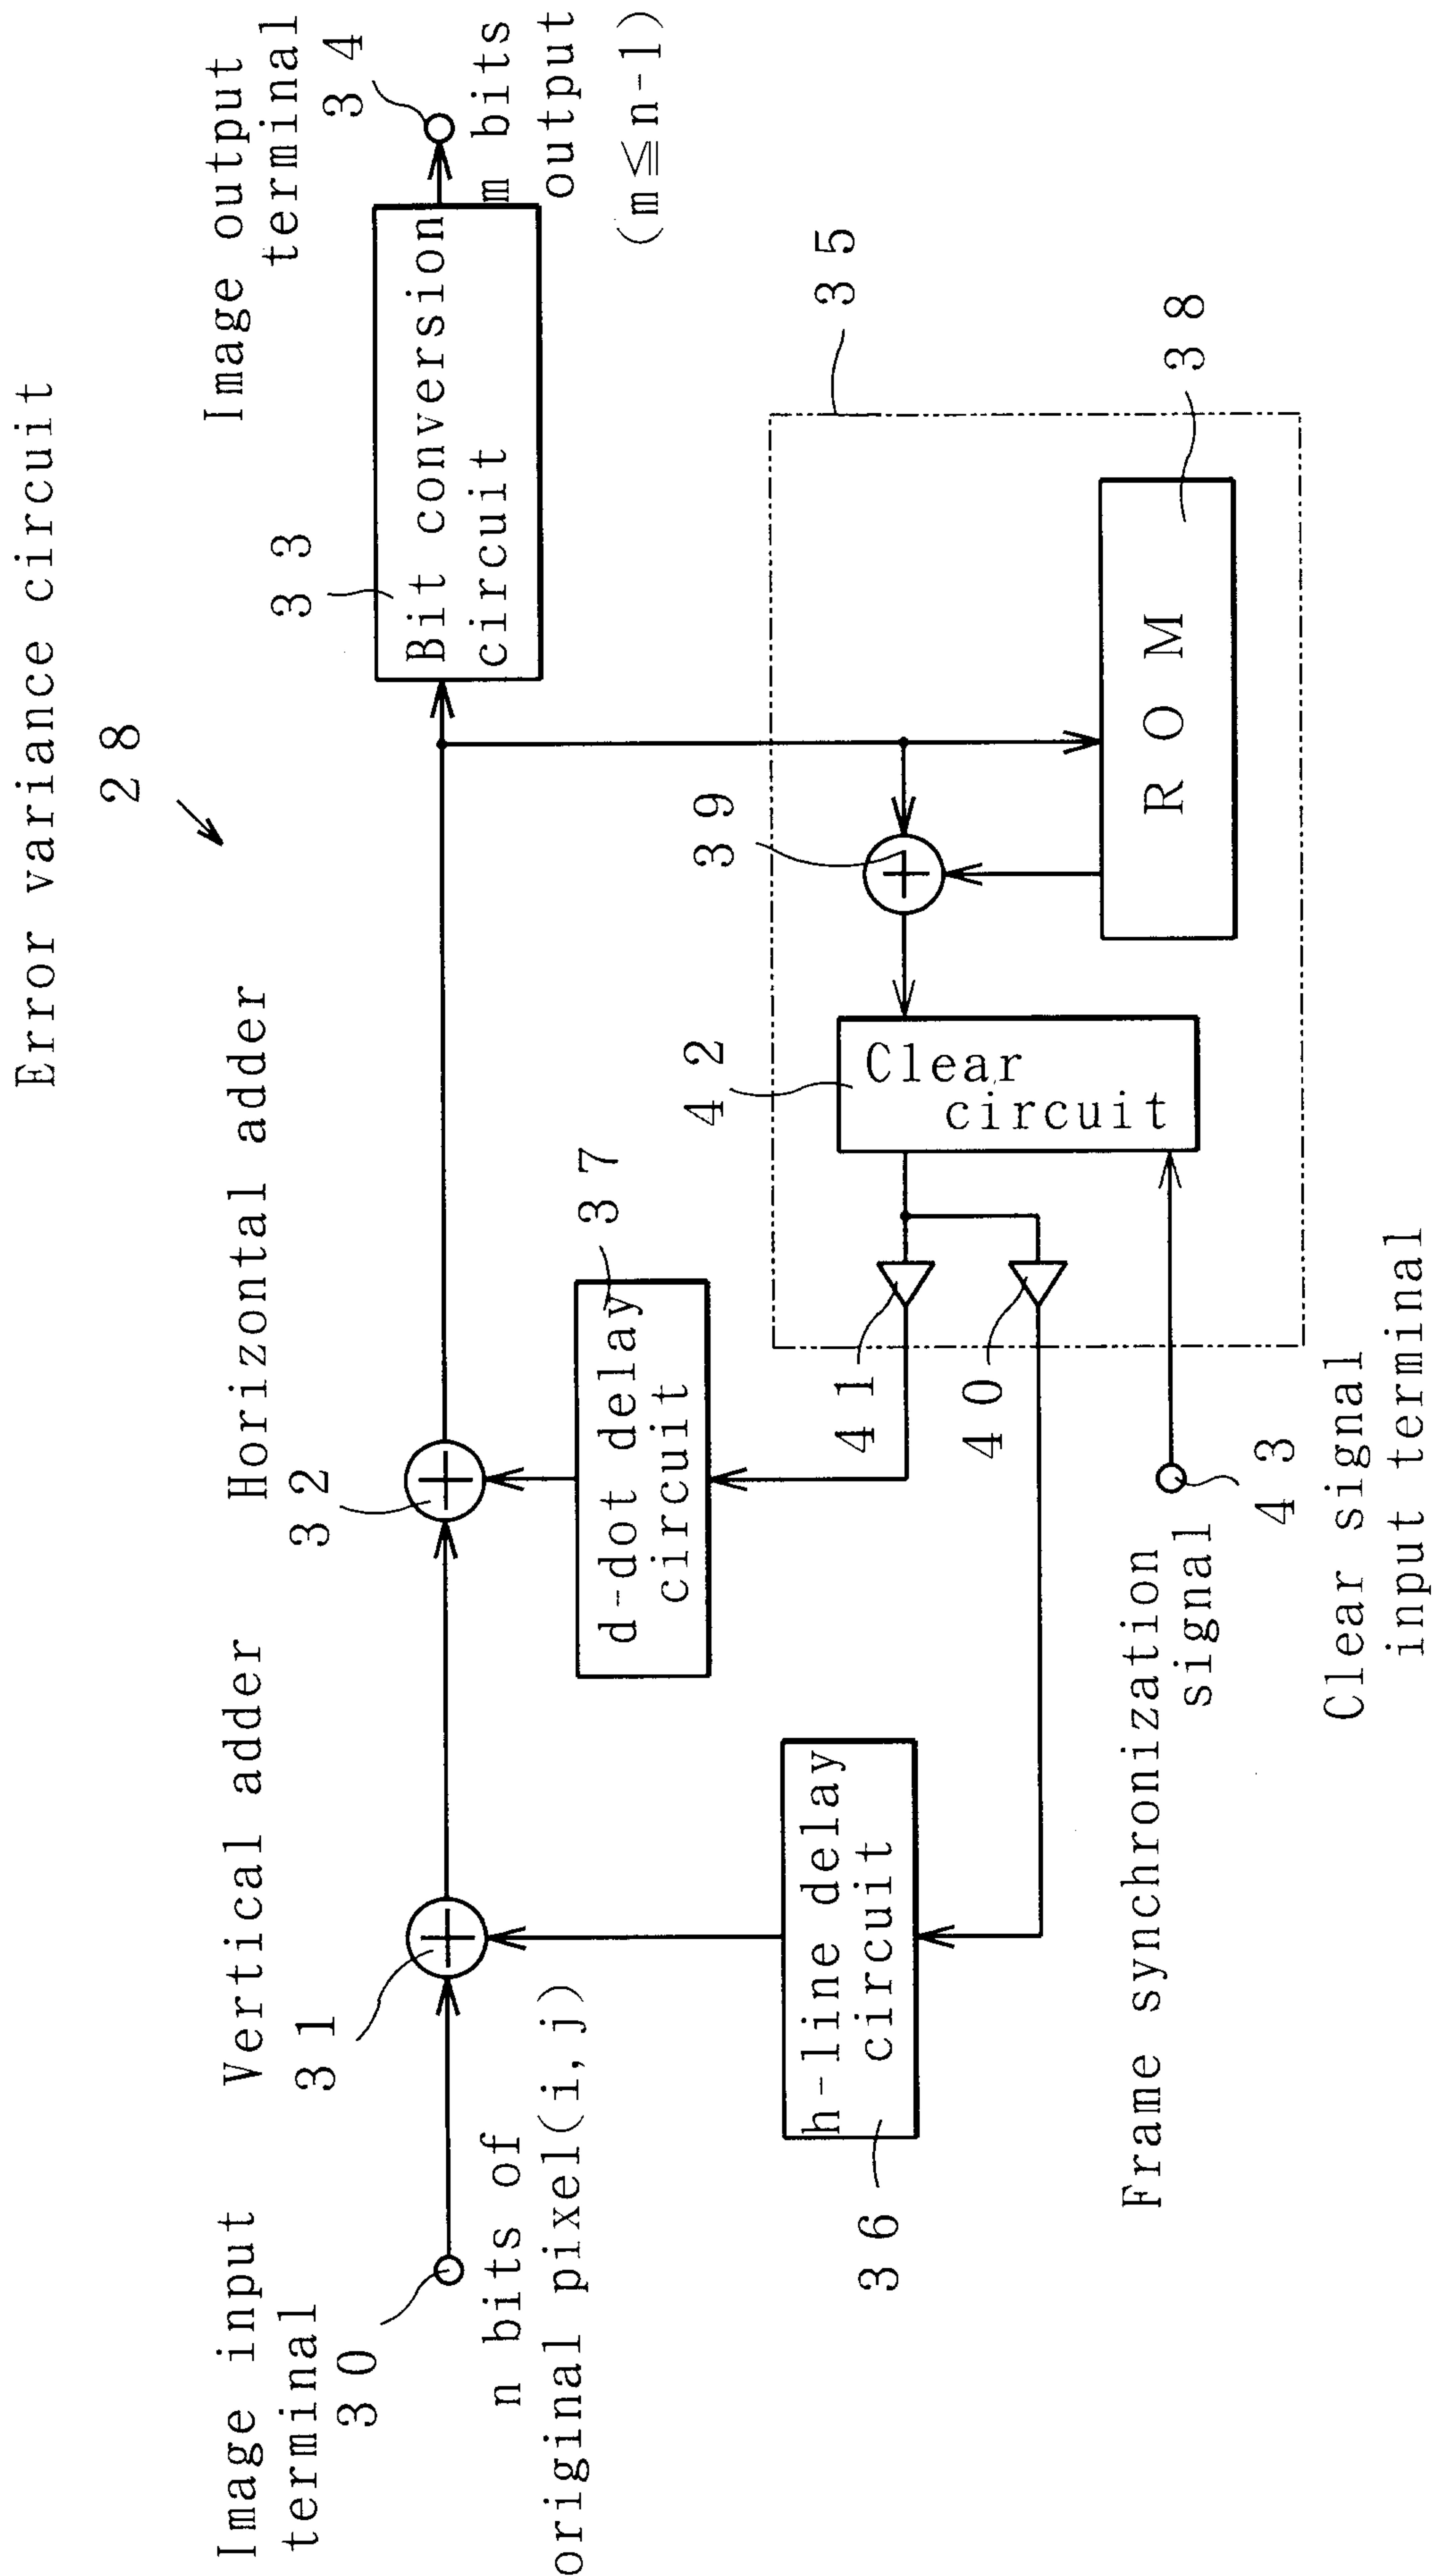 Error variance circuit
28
Image input
terminal
30
n bits of
original pixel(i,j)
Vertical adder
31
Horizontal adder
32
33
Bit conversion
circuit
Image output
terminal
34
m bits
output
(m≦n-1)
h-line delay
circuit
36
d-dot delay
circuit
37
41
40
42
Clear
circuit
39
35
ROM
38
Frame synchronization
signal
43
Clear signal
input terminal